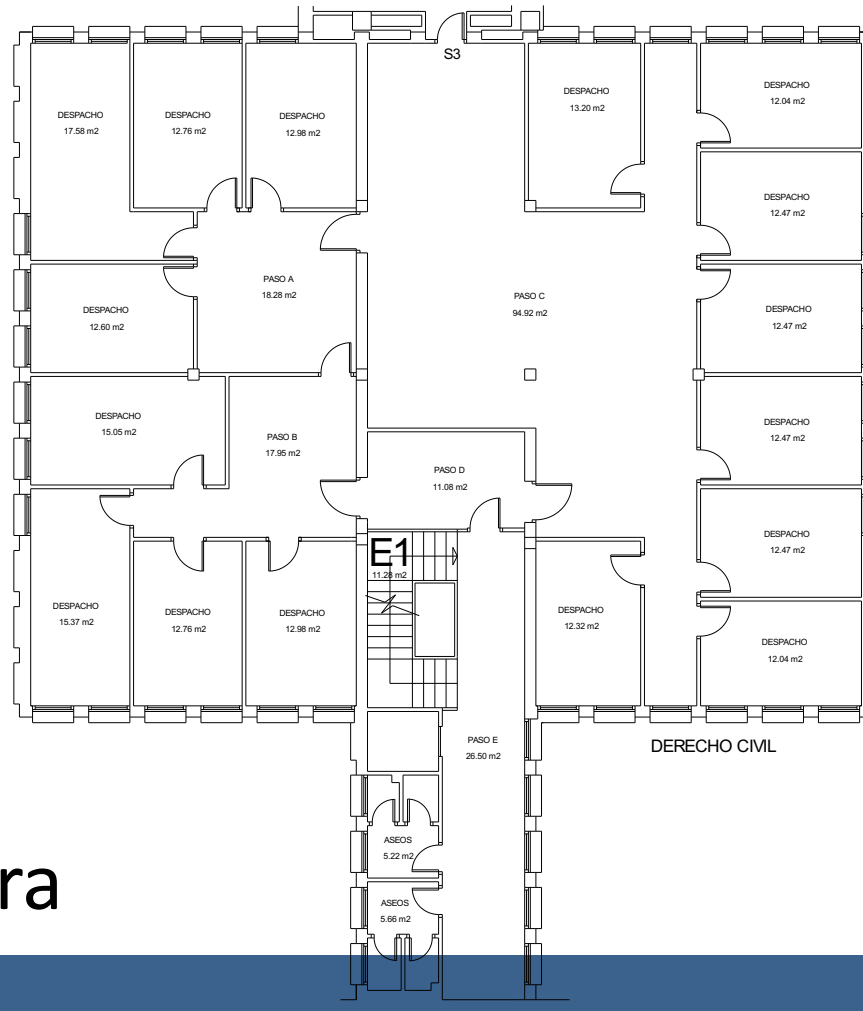 S3
DESPACHO
17.58 m2
DESPACHO
12.76 m2
DESPACHO
12.98 m2
DESPACHO
13.20 m2
DESPACHO
12.04 m2
DESPACHO
12.47 m2
PASO A
18.28 m2
PASO C
94.92 m2
DESPACHO
12.60 m2
DESPACHO
12.47 m2
DESPACHO
15.05 m2
PASO B
17.95 m2
DESPACHO
12.47 m2
PASO D
11.08 m2
DESPACHO
12.47 m2
E1
11.28 m2
DESPACHO
15.37 m2
DESPACHO
12.76 m2
DESPACHO
12.98 m2
DESPACHO
12.32 m2
DESPACHO
12.04 m2
PASO E
26.50 m2
DERECHO CIVIL
ASEOS
5.22 m2
ra
ASEOS
5.66 m2